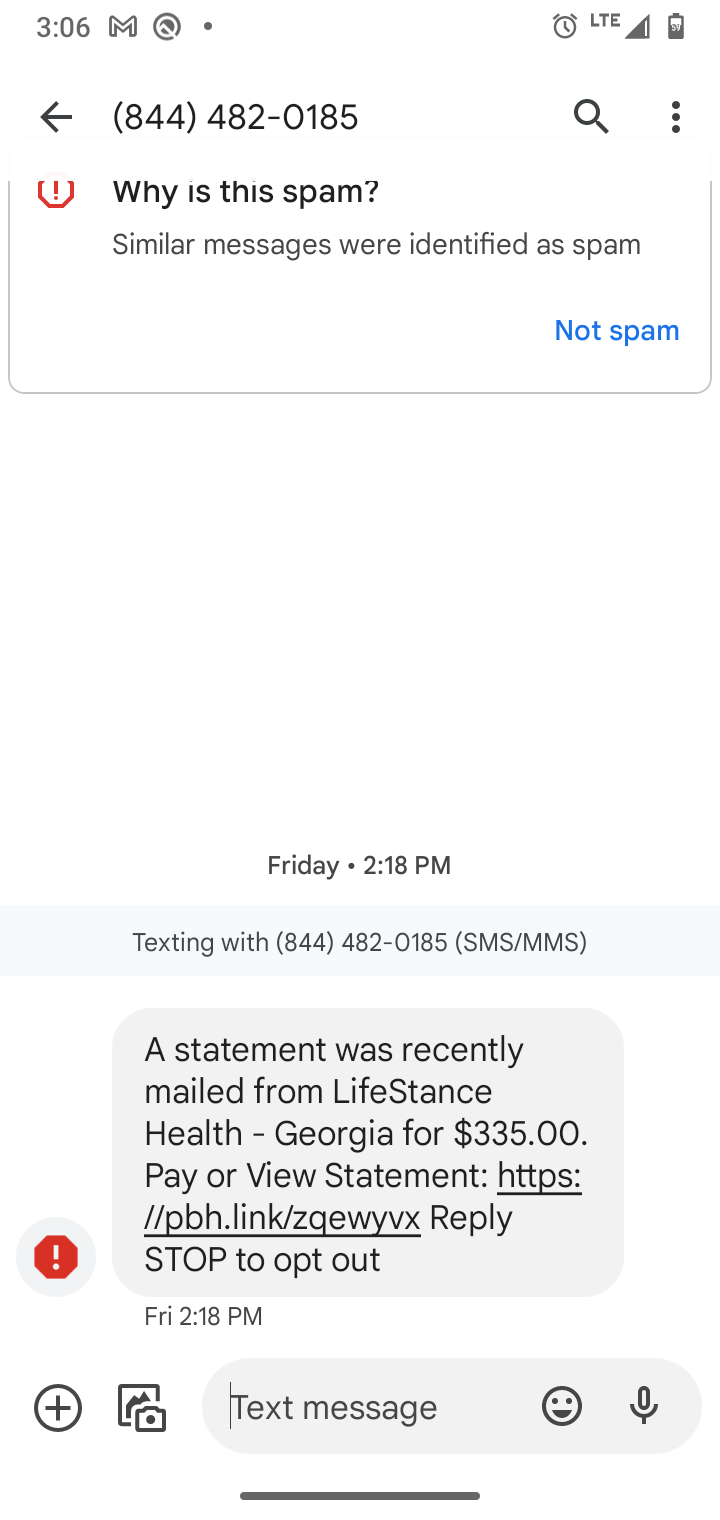 3:06
LTE
(844) 482-0185
Why is this spam?
Similar messages were identified as spam
Not spam
Friday • 2:18 PM
Texting with (844) 482-0185 (SMS/MMS)
A statement was recently
mailed from LifeStance
Health - Georgia for $335.00.
Pay or View Statement: https:
//pbh.link/zqewyvx Reply
STOP to opt out
Fri 2:18 PM
Text message